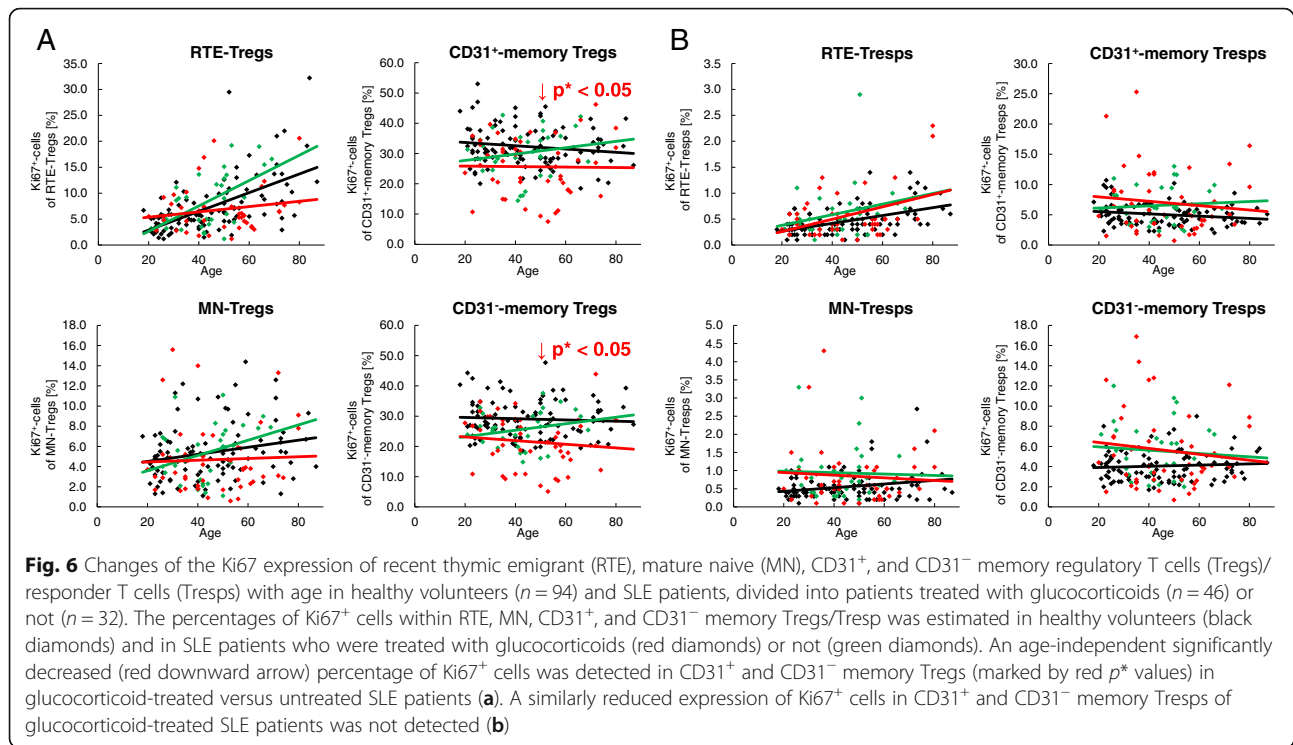 A
B
RTE-Tregs
Ki67⁺-cells
of RTE-Tregs [%]
35.0
30.0
25.0
20.0
15.0
10.0
5.0
0.0
0 20 40 60 80
Age
CD31⁺-memory Tregs
Ki67⁺-cells
of CD31⁺-memory Tregs [%]
60.0
50.0
40.0
30.0
20.0
10.0
0.0
↓ p* < 0.05
0 20 40 60 80
Age
RTE-Tresps
Ki67⁺-cells
of RTE-Tresps [%]
3.5
3.0
2.5
2.0
1.5
1.0
0.5
0.0
0 20 40 60 80
Age
CD31⁺-memory Tresps
Ki67⁺-cells
of CD31⁺-memory Tresps [%]
30.0
25.0
20.0
15.0
10.0
5.0
0.0
0 20 40 60 80
Age
MN-Tregs
Ki67⁺-cells
of MN-Tregs [%]
18.0
16.0
14.0
12.0
10.0
8.0
6.0
4.0
2.0
0.0
0 20 40 60 80
Age
CD31⁻-memory Tregs
Ki67⁺-cells
of CD31⁻-memory Tregs [%]
60.0
50.0
40.0
30.0
20.0
10.0
0.0
↓ p* < 0.05
0 20 40 60 80
Age
MN-Tresps
Ki67⁺-cells
of MN-Tresps [%]
5.0
4.5
4.0
3.5
3.0
2.5
2.0
1.5
1.0
0.5
0.0
0 20 40 60 80
Age
CD31⁻-memory Tresps
Ki67⁺-cells
of CD31⁻-memory Tresps [%]
18.0
16.0
14.0
12.0
10.0
8.0
6.0
4.0
2.0
0.0
0 20 40 60 80
Age
Fig. 6 Changes of the Ki67 expression of recent thymic emigrant (RTE), mature naive (MN), CD31⁺, and CD31⁻ memory regulatory T cells (Tregs)/
responder T cells (Tresps) with age in healthy volunteers (n = 94) and SLE patients, divided into patients treated with glucocorticoids (n = 46) or
not (n = 32). The percentages of Ki67⁺ cells within RTE, MN, CD31⁺, and CD31⁻ memory Tregs/Tresp was estimated in healthy volunteers (black
diamonds) and in SLE patients who were treated with glucocorticoids (red diamonds) or not (green diamonds). An age-independent significantly
decreased (red downward arrow) percentage of Ki67⁺ cells was detected in CD31⁺ and CD31⁻ memory Tregs (marked by red p* values) in
glucocorticoid-treated versus untreated SLE patients (a). A similarly reduced expression of Ki67⁺ cells in CD31⁺ and CD31⁻ memory Tresps of
glucocorticoid-treated SLE patients was not detected (b)